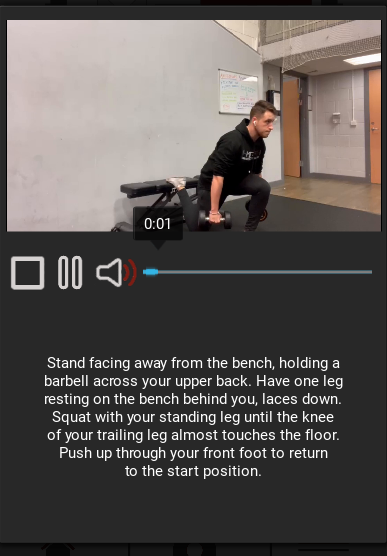 0:01
Stand facing away from the bench, holding a
barbell across your upper back. Have one leg
resting on the bench behind you, laces down.
Squat with your standing leg until the knee
of your trailing leg almost touches the floor.
Push up through your front foot to return
to the start position.